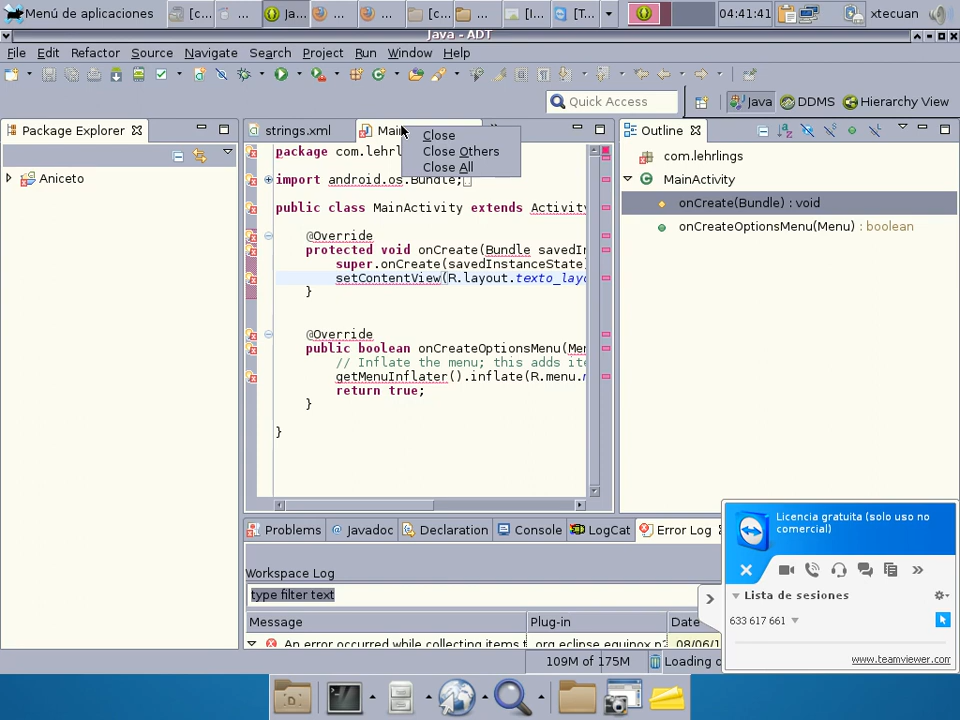 Menú de aplicaciones
[c...
...
Ja...
...
...
[c...
...
[I...
[T...
04:41:41
xtecuan
Java - ADT
File Edit Refactor Source Navigate Search Project Run Window Help
Quick Access
Java
DDMS
Hierarchy View
Package Explorer
Aniceto
strings.xml
Main
Close
Close Others
Close All
package com.lehrl
import android.os.Bundle;
public class MainActivity extends Activity
@Override
protected void onCreate(Bundle savedIn
super.onCreate(savedInstanceState)
setContentView(R.layout.texto_layo
}
@Override
public boolean onCreateOptionsMenu(Men
// Inflate the menu; this adds ite
getMenuInflater().inflate(R.menu.m
return true;
}
}
Outline
com.lehrlings
MainActivity
onCreate(Bundle) : void
onCreateOptionsMenu(Menu) : boolean
Problems
Javadoc
Declaration
Console
LogCat
Error Log
Workspace Log
type filter text
Message
Plug-in
Date
An error occurred while collecting items t
org.eclipse.equinox.p2
08/06/1
109M of 175M
Loading d
Licencia gratuita (solo uso no
comercial)
Lista de sesiones
633 617 661
www.teamviewer.com